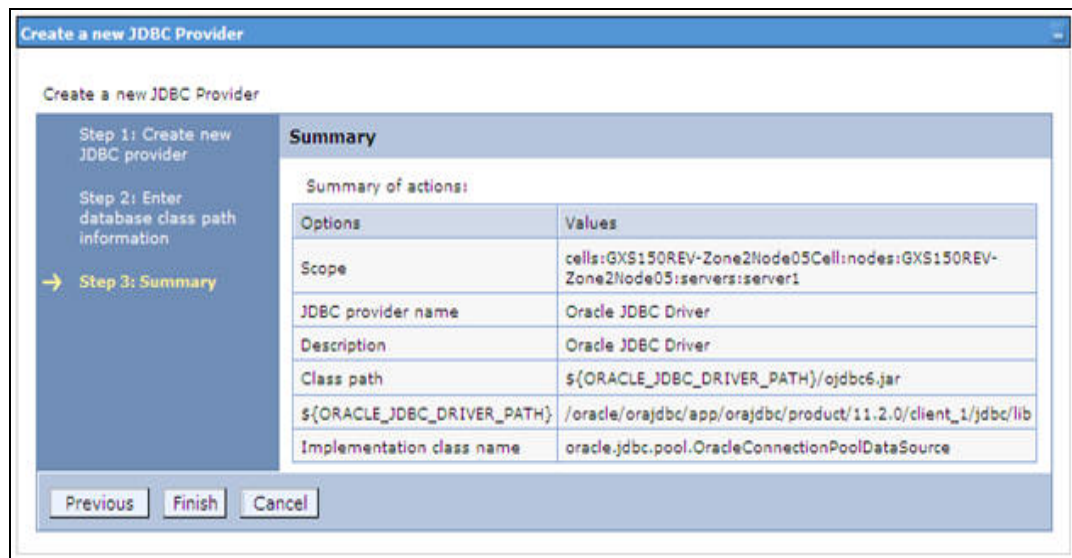 Create a new JDBC Provider
Create a new JDBC Provider
Step 1: Create new
JDBC provider
Step 2: Enter
database class path
information
Step 3: Summary
Summary
Summary of actions:
Options Values
Scope cells:GXS150REV-Zone2Node05Cell:nodes:GXS150REV-
Zone2Node05:servers:server1
JDBC provider name Oracle JDBC Driver
Description Oracle JDBC Driver
Class path ${ORACLE_JDBC_DRIVER_PATH}/ojdbc6.jar
${ORACLE_JDBC_DRIVER_PATH} /oracle/orajdbc/app/orajdbc/product/11.2.0/client_1/jdbc/lib
Implementation class name oracle.jdbc.pool.OracleConnectionPoolDataSource
Previous Finish Cancel